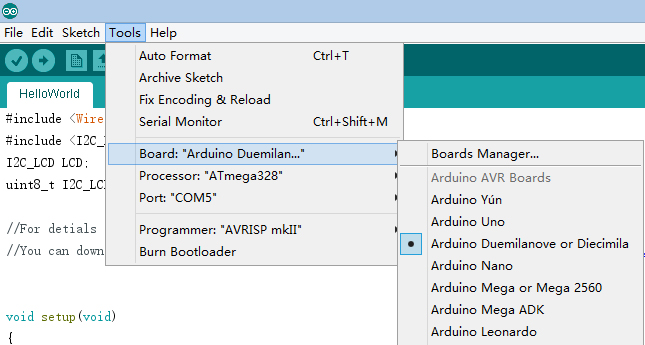 File Edit Sketch Tools Help
HelloWorld
Auto Format Ctrl+T
Archive Sketch
Fix Encoding & Reload
Serial Monitor Ctrl+Shift+M
Board: "Arduino Duemilan..."
Processor: "ATmega328"
Port: "COM5"
Programmer: "AVRISP mkII"
Burn Bootloader
Boards Manager...
Arduino AVR Boards
Arduino Yún
Arduino Uno
Arduino Duemilanove or Diecimila
Arduino Nano
Arduino Mega or Mega 2560
Arduino Mega ADK
Arduino Leonardo
#include <Wire
#include <I2C_
I2C_LCD LCD;
uint8_t I2C_LC
//For detials
//You can down
void setup(void)
{